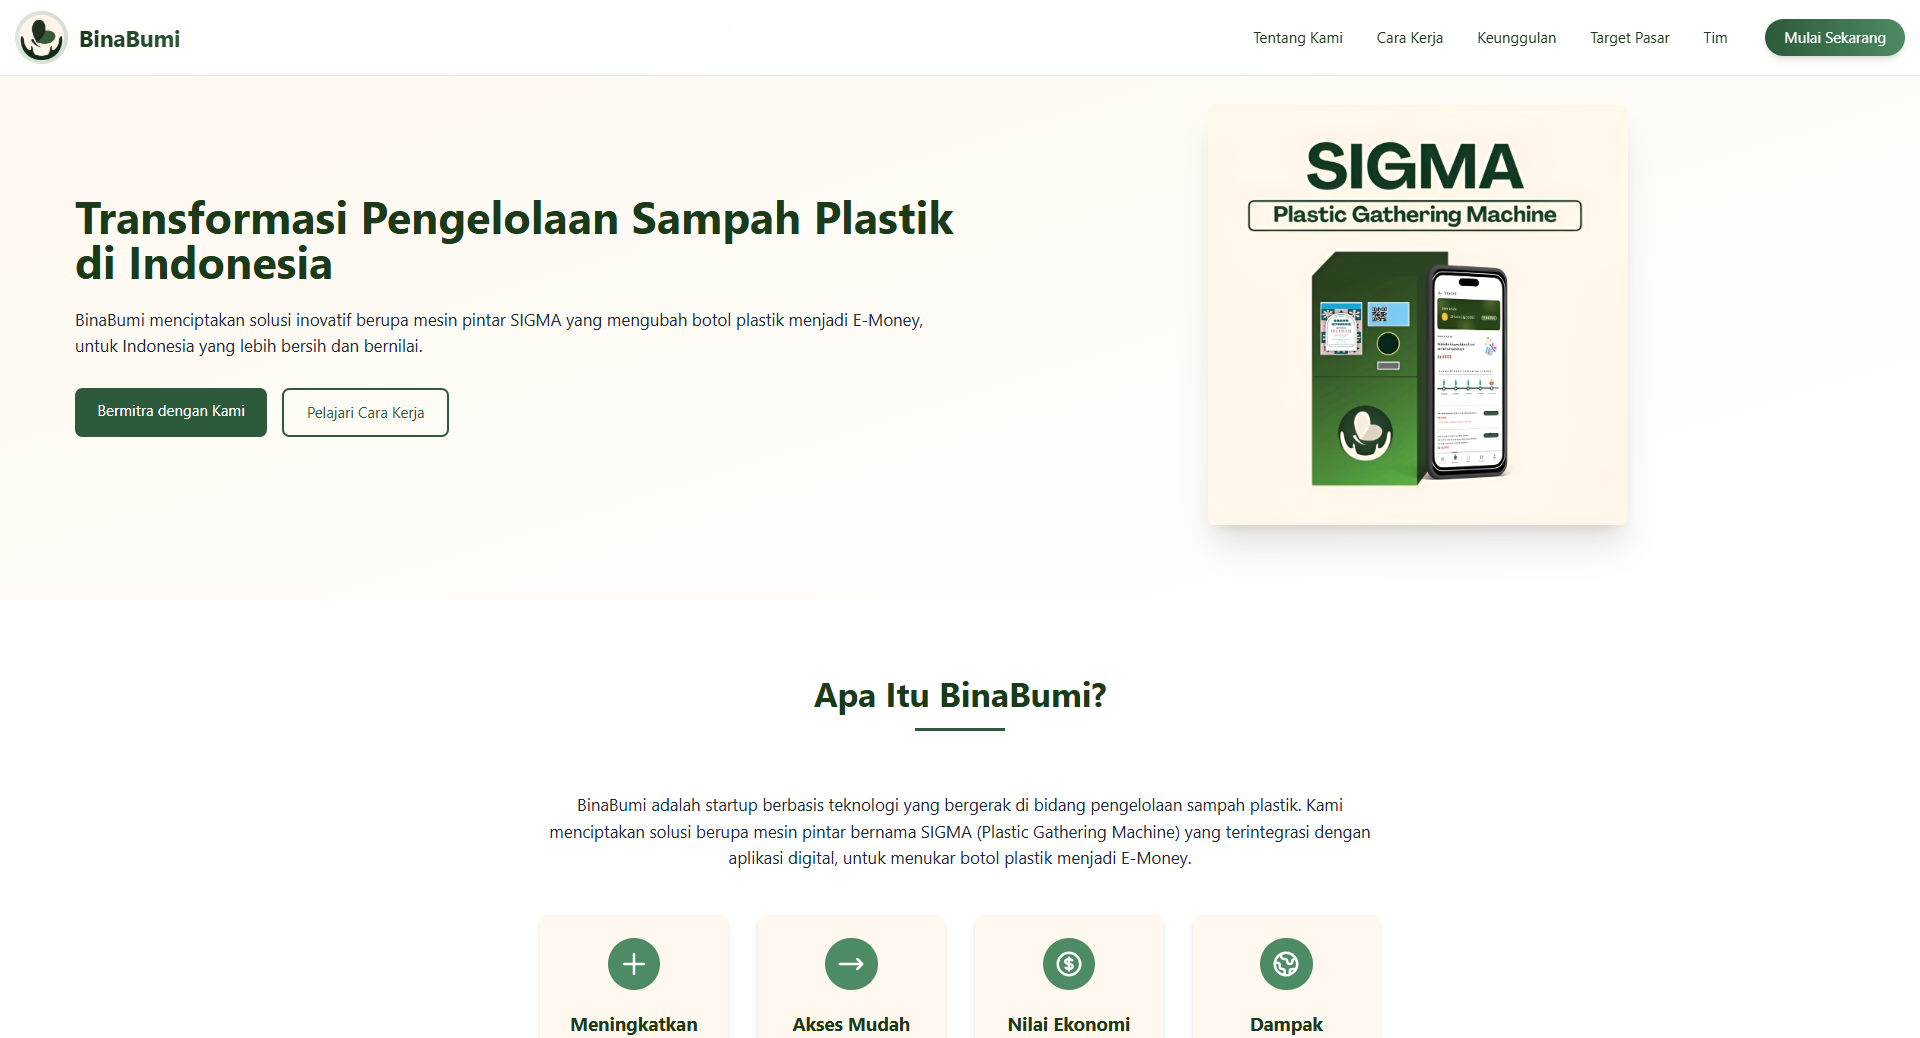 BinaBumi
Tentang Kami
Cara Kerja
Keunggulan
Target Pasar
Tim
Mulai Sekarang
Transformasi Pengelolaan Sampah Plastik
di Indonesia
BinaBumi menciptakan solusi inovatif berupa mesin pintar SIGMA yang mengubah botol plastik menjadi E-Money,
untuk Indonesia yang lebih bersih dan bernilai.
Bermitra dengan Kami
Pelajari Cara Kerja
SIGMA
Plastic Gathering Machine
Apa Itu BinaBumi?
BinaBumi adalah startup berbasis teknologi yang bergerak di bidang pengelolaan sampah plastik. Kami
menciptakan solusi berupa mesin pintar bernama SIGMA (Plastic Gathering Machine) yang terintegrasi dengan
aplikasi digital, untuk menukar botol plastik menjadi E-Money.
Meningkatkan
Akses Mudah
Nilai Ekonomi
Dampak